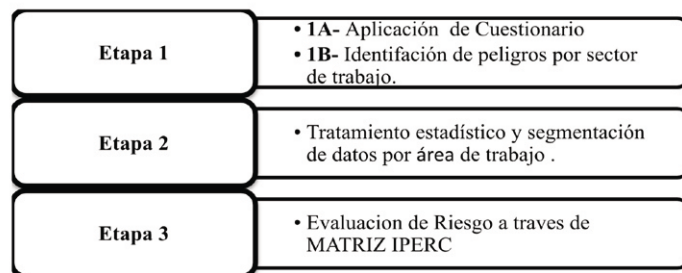 Etapa 1
• 1A- Aplicación de Cuestionario
• 1B- Identifación de peligros por sector
de trabajo.
Etapa 2
• Tratamiento estadístico y segmentación
de datos por área de trabajo .
Etapa 3
• Evaluacion de Riesgo a traves de
MATRIZ IPERC